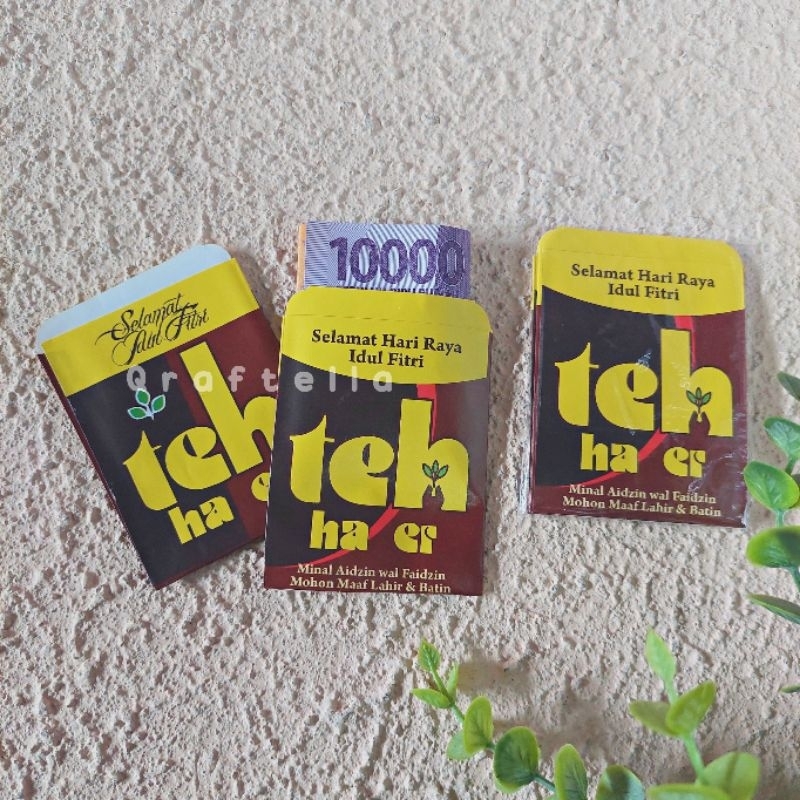 Selamat
Idul Fitri
teh
ha er
10000
Selamat Hari Raya
Idul Fitri
teh
ha er
Minal Aidzin wal Faidzin
Mohon Maaf Lahir & Batin
Selamat Hari Raya
Idul Fitri
teh
ha er
Minal Aidzin wal Faidzin
Mohon Maaf Lahir & Batin
Qraftella